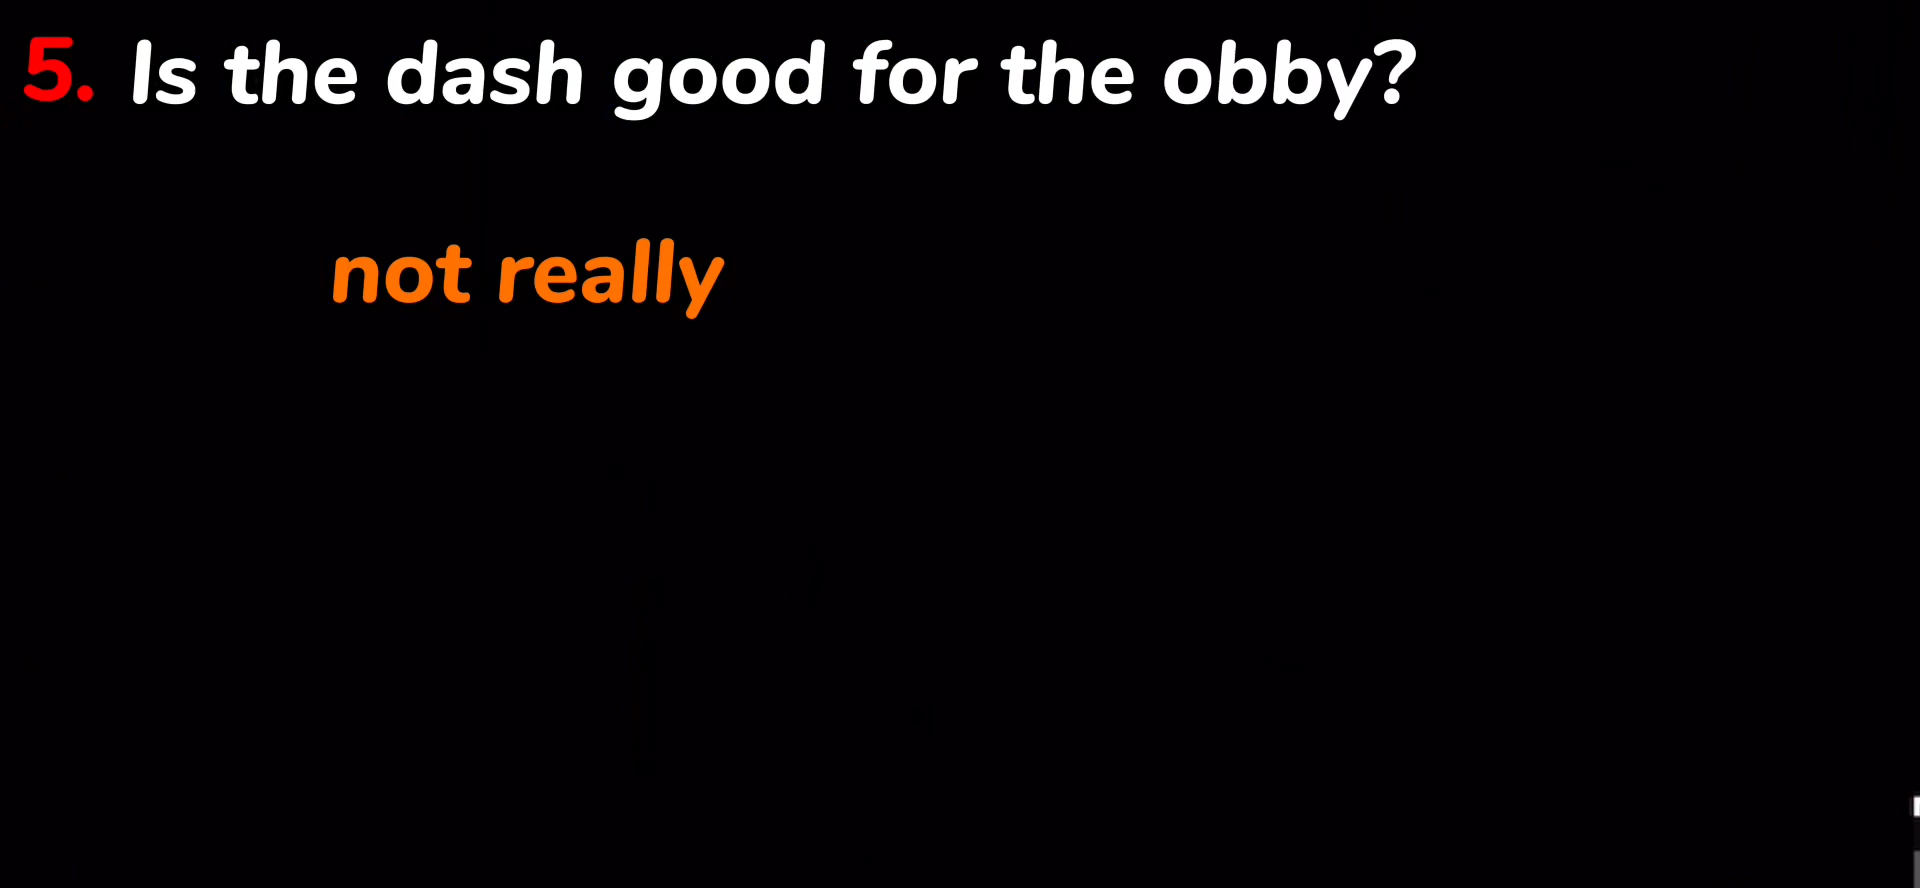 5. Is the dash good for the obby?
not really